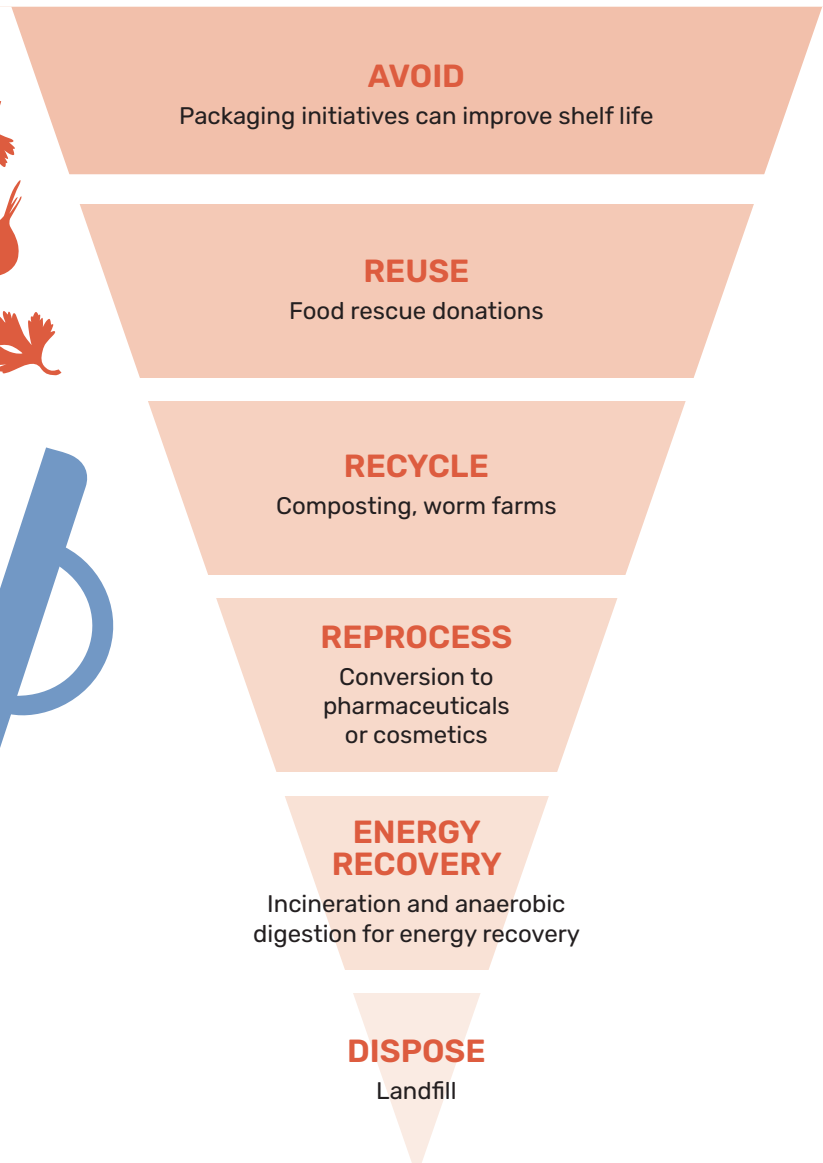 AVOID
Packaging initiatives can improve shelf life
REUSE
Food rescue donations
RECYCLE
Composting, worm farms
REPROCESS
Conversion to
pharmaceuticals
or cosmetics
ENERGY
RECOVERY
Incineration and anaerobic
digestion for energy recovery
DISPOSE
Landfill